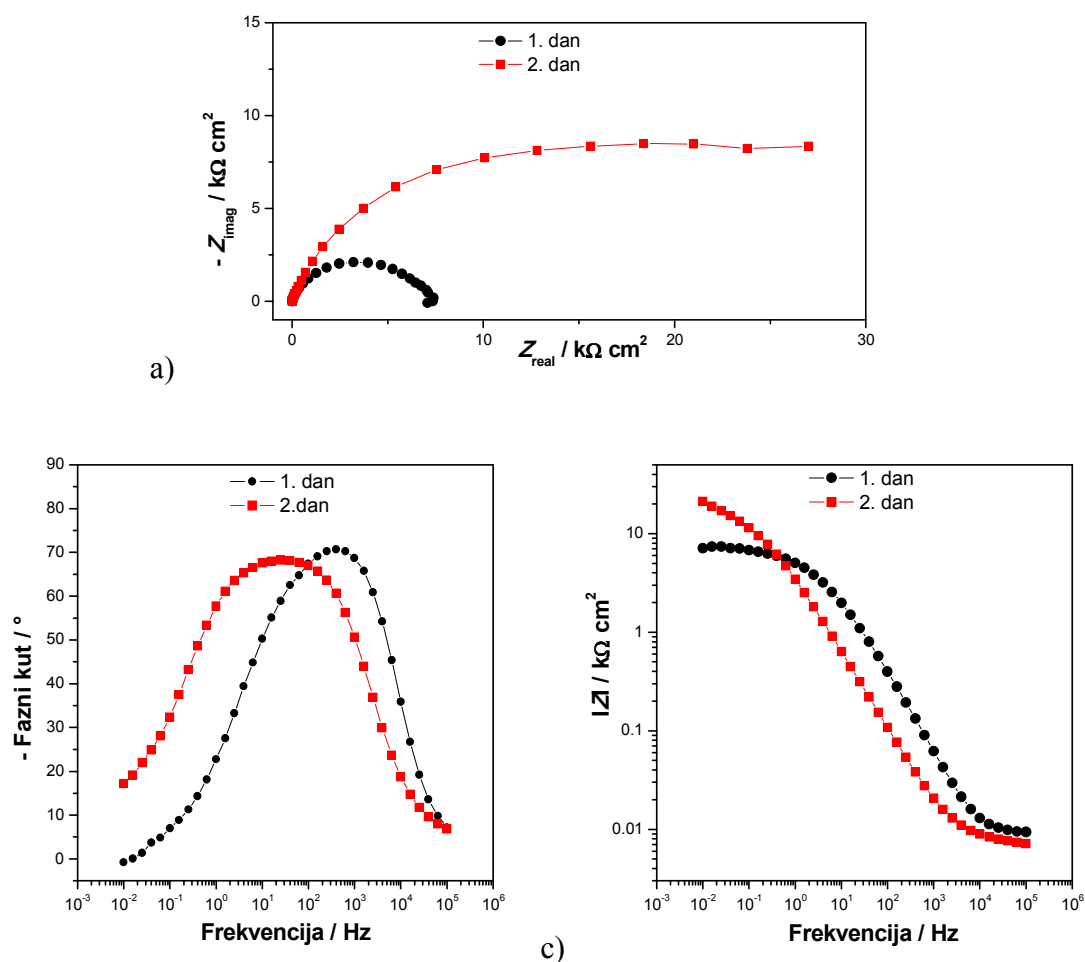 15
10
5
0
- Z_imag / kΩ cm²
1. dan
2. dan
0 10 20 30
Z_real / kΩ cm²
a)
90
80
70
60
50
40
30
20
10
0
- Fazni kut / °
1. dan
2.dan
10⁻³ 10⁻² 10⁻¹ 10⁰ 10¹ 10² 10³ 10⁴ 10⁵ 10⁶
Frekvencija / Hz
10
1
0.1
0.01
|Z| / kΩ cm²
1. dan
2. dan
10⁻³ 10⁻² 10⁻¹ 10⁰ 10¹ 10² 10³ 10⁴ 10⁵ 10⁶
Frekvencija / Hz
c)